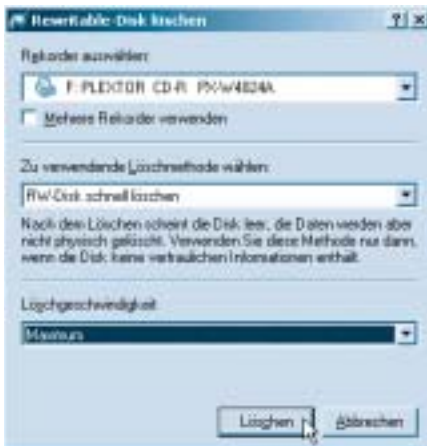 Rewritable-Disk löschen
Rekorder auswählen:
F: PLEXTOR CD-R PX-W4824A
Mehrere Rekorder verwenden
Zu verwendende Löschmethode wählen:
RW-Disk schnell löschen
Nach dem Löschen scheint die Disk leer, die Daten werden aber
nicht physisch gelöscht. Verwenden Sie diese Methode nur dann,
wenn die Disk keine vertraulichen Informationen enthält.
Löschgeschwindigkeit
Maximum
Löschen
Abbrechen